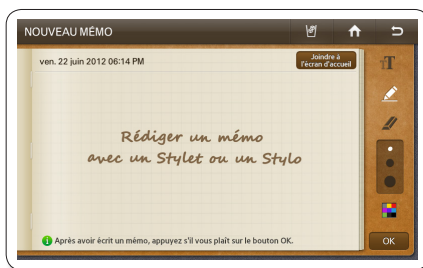 NOUVEAU MÉMO
ven. 22 juin 2012 06:14 PM
Joindre à
l'écran d'accueil
T
Rédiger un mémo
avec un Stylet ou un Stylo
Après avoir écrit un mémo, appuyez s'il vous plaît sur le bouton OK.
OK